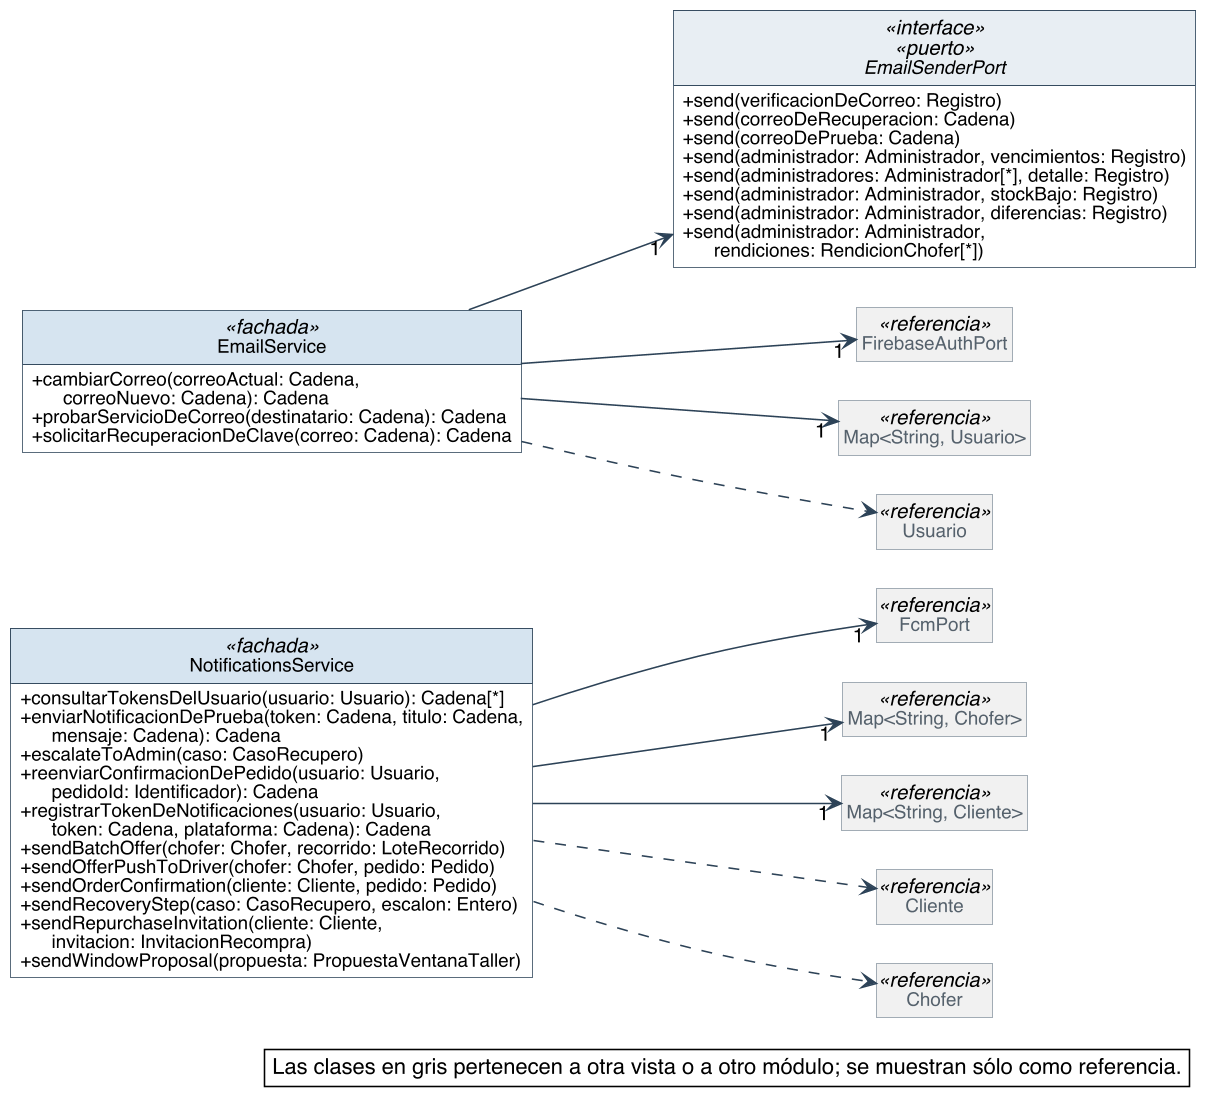 «interface»
«puerto»
EmailSenderPort
+send(verificacionDeCorreo: Registro)
+send(correoDeRecuperacion: Cadena)
+send(correoDePrueba: Cadena)
+send(administrador: Administrador, vencimientos: Registro)
+send(administradores: Administrador[*], detalle: Registro)
+send(administrador: Administrador, stockBajo: Registro)
+send(administrador: Administrador, diferencias: Registro)
+send(administrador: Administrador,
rendiciones: RendicionChofer[*])
1
«fachada»
EmailService
+cambiarCorreo(correoActual: Cadena,
correoNuevo: Cadena): Cadena
+probarServicioDeCorreo(destinatario: Cadena): Cadena
+solicitarRecuperacionDeClave(correo: Cadena): Cadena
«referencia»
FirebaseAuthPort
1
«referencia»
Map<String, Usuario>
1
«referencia»
Usuario
«fachada»
NotificationsService
+consultarTokensDelUsuario(usuario: Usuario): Cadena[*]
+enviarNotificacionDePrueba(token: Cadena, titulo: Cadena,
mensaje: Cadena): Cadena
+escalateToAdmin(caso: CasoRecupero)
+reenviarConfirmacionDePedido(usuario: Usuario,
pedidoId: Identificador): Cadena
+registrarTokenDeNotificaciones(usuario: Usuario,
token: Cadena, plataforma: Cadena): Cadena
+sendBatchOffer(chofer: Chofer, recorrido: LoteRecorrido)
+sendOfferPushToDriver(chofer: Chofer, pedido: Pedido)
+sendOrderConfirmation(cliente: Cliente, pedido: Pedido)
+sendRecoveryStep(caso: CasoRecupero, escalon: Entero)
+sendRepurchaseInvitation(cliente: Cliente,
invitacion: InvitacionRecompra)
+sendWindowProposal(propuesta: PropuestaVentanaTaller)
«referencia»
FcmPort
1
«referencia»
Map<String, Chofer>
1
«referencia»
Map<String, Cliente>
1
«referencia»
Cliente
«referencia»
Chofer
Las clases en gris pertenecen a otra vista o a otro módulo; se muestran sólo como referencia.